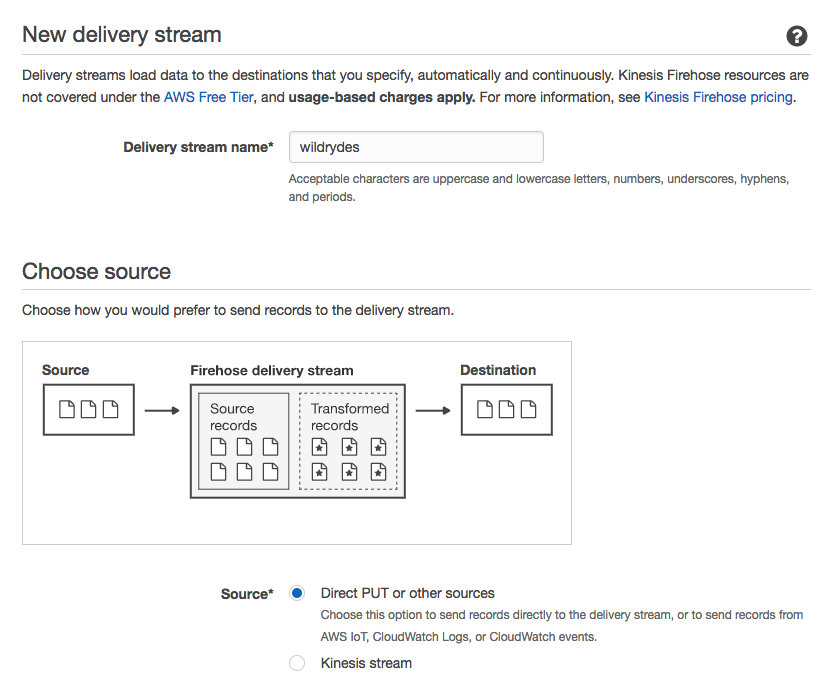 New delivery stream
Delivery streams load data to the destinations that you specify, automatically and continuously. Kinesis Firehose resources are
not covered under the AWS Free Tier, and usage-based charges apply. For more information, see Kinesis Firehose pricing.
Delivery stream name* wildrydes
Acceptable characters are uppercase and lowercase letters, numbers, underscores, hyphens,
and periods.
Choose source
Choose how you would prefer to send records to the delivery stream.
Source Firehose delivery stream Destination
Source Transformed
records records
Source* Direct PUT or other sources
Choose this option to send records directly to the delivery stream, or to send records from
AWS IoT, CloudWatch Logs, or CloudWatch events.
Kinesis stream